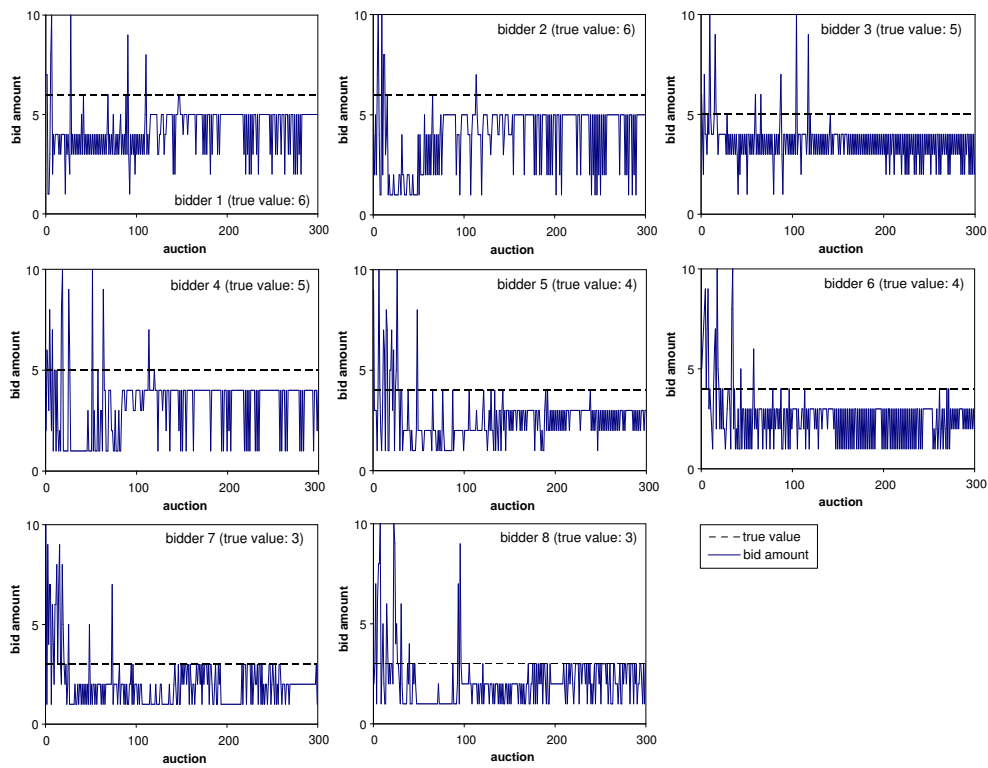 10
bidder 1 (true value: 6)
bid amount
5
0
0
100
200
300
auction
10
bidder 2 (true value: 6)
bid amount
5
0
0
100
200
300
auction
10
bidder 3 (true value: 5)
bid amount
5
0
0
100
200
300
auction
10
bidder 4 (true value: 5)
bid amount
5
0
0
100
200
300
auction
10
bidder 5 (true value: 4)
bid amount
5
0
0
100
200
300
auction
10
bidder 6 (true value: 4)
bid amount
5
0
0
100
200
300
auction
10
bidder 7 (true value: 3)
bid amount
5
0
0
100
200
300
auction
10
bidder 8 (true value: 3)
bid amount
5
0
0
100
200
300
auction
true value
bid amount